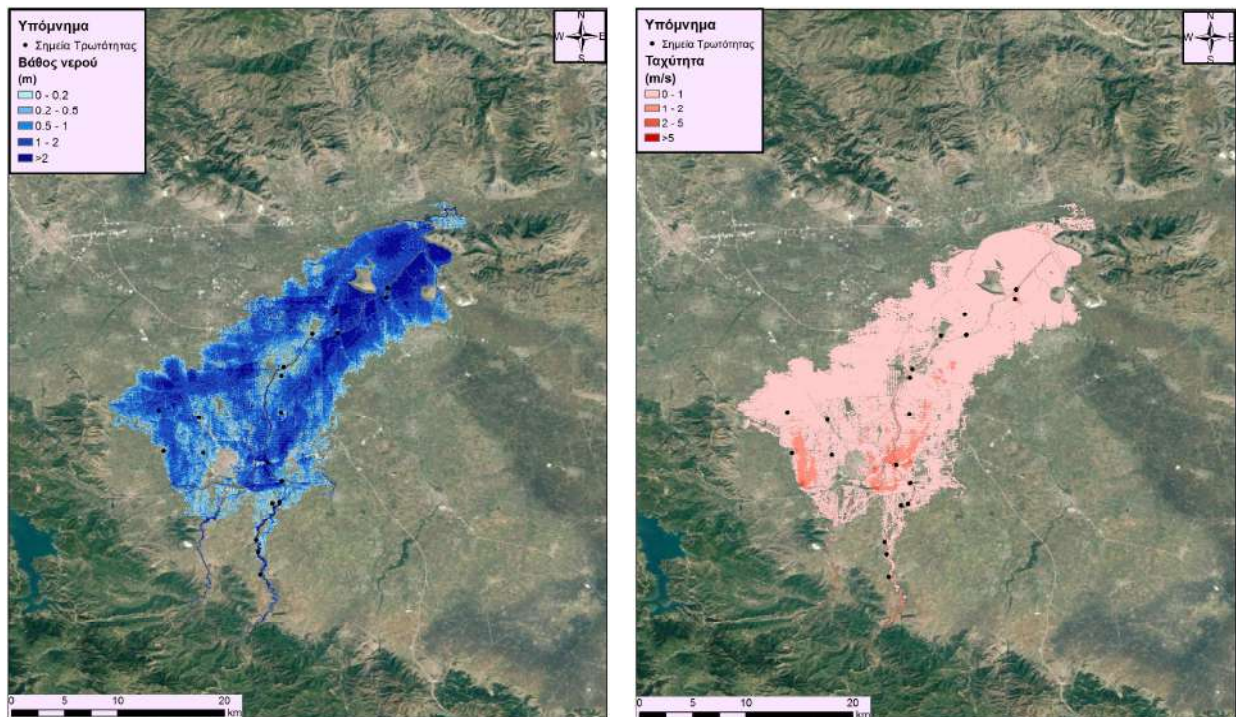 Υπόμνημα
Σημεία Τρωτότητας
Βάθος νερού
(m)
0 - 0.2
0.2 - 0.5
0.5 - 1
1 - 2
>2
N
W E
S
0 5 10 20
km
Υπόμνημα
Σημεία Τρωτότητας
Ταχύτητα
(m/s)
0 - 1
1 - 2
2 - 5
>5
N
W E
S
0 5 10 20
km